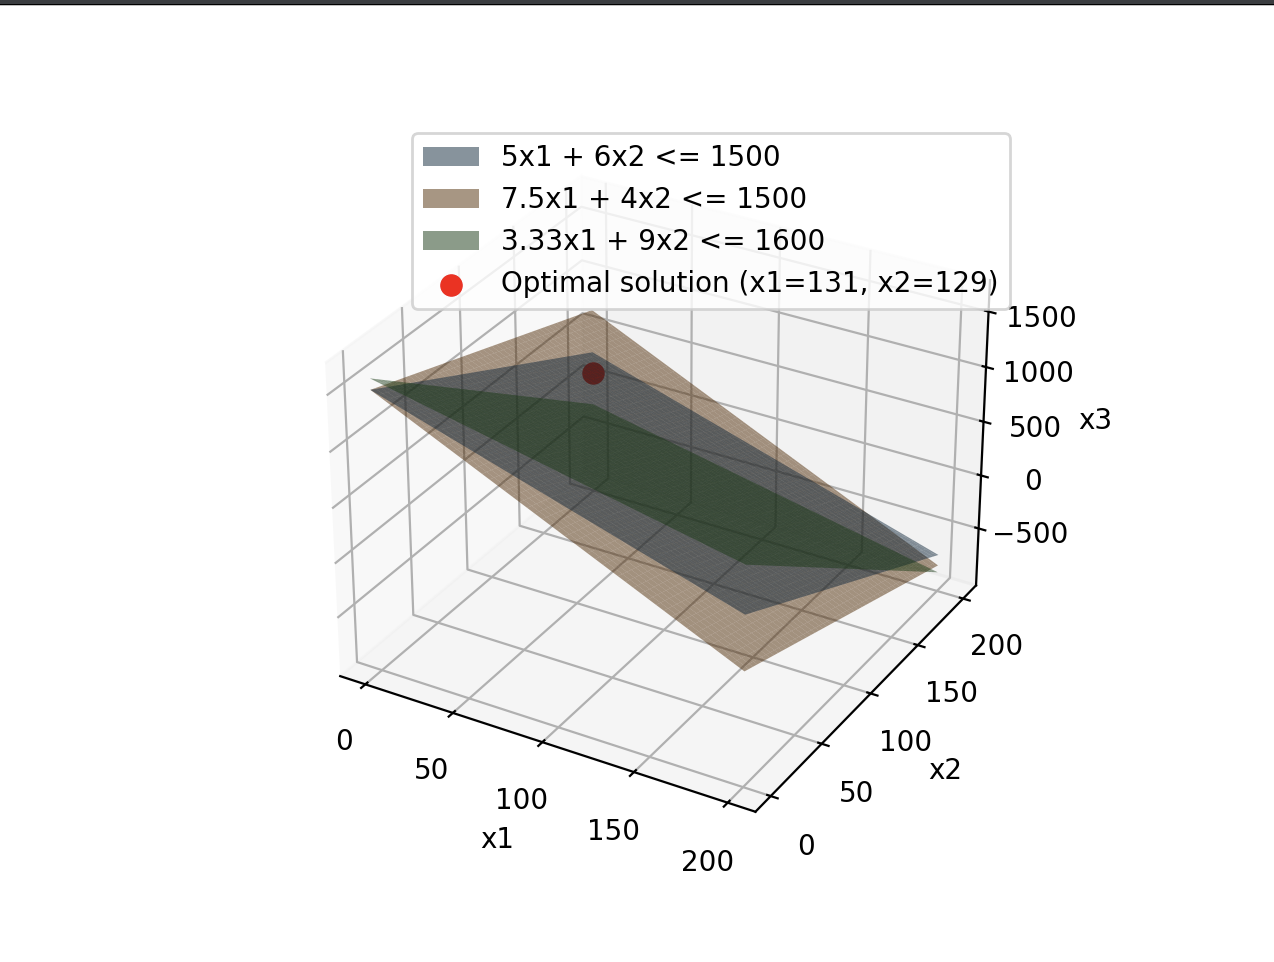 5x1 + 6x2 <= 1500
7.5x1 + 4x2 <= 1500
3.33x1 + 9x2 <= 1600
Optimal solution (x1=131, x2=129)
1500
1000
500
x3
0
−500
200
150
100
x2
50
0
0
50
100
x1
150
200